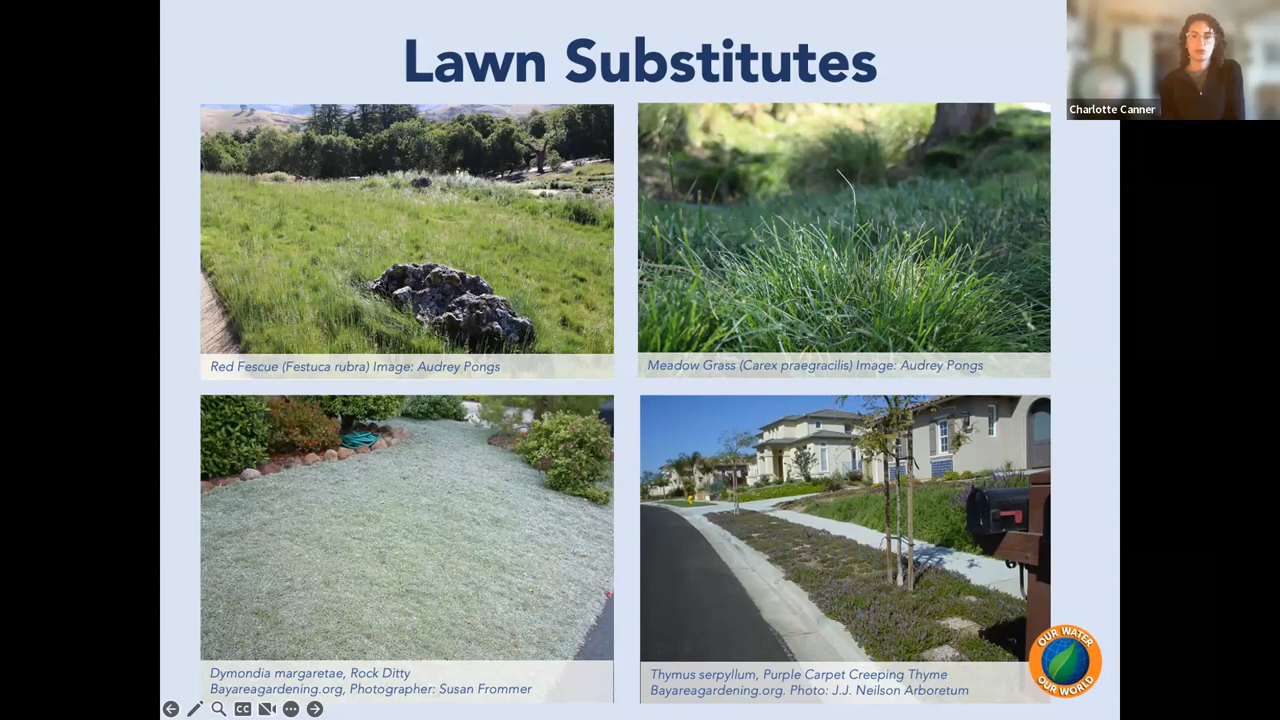 Lawn Substitutes
Charlotte Canner
Red Fescue (Festuca rubra) Image: Audrey Pongs
Meadow Grass (Carex praegracilis) Image: Audrey Pongs
Dymondia margaretae, Rock Ditty
Bayareagardening.org, Photographer: Susan Frommer
Thymus serpyllum, Purple Carpet Creeping Thyme
Bayareagardening.org. Photo: J.J. Neilson Arboretum
OUR WATER
OUR WORLD
CC